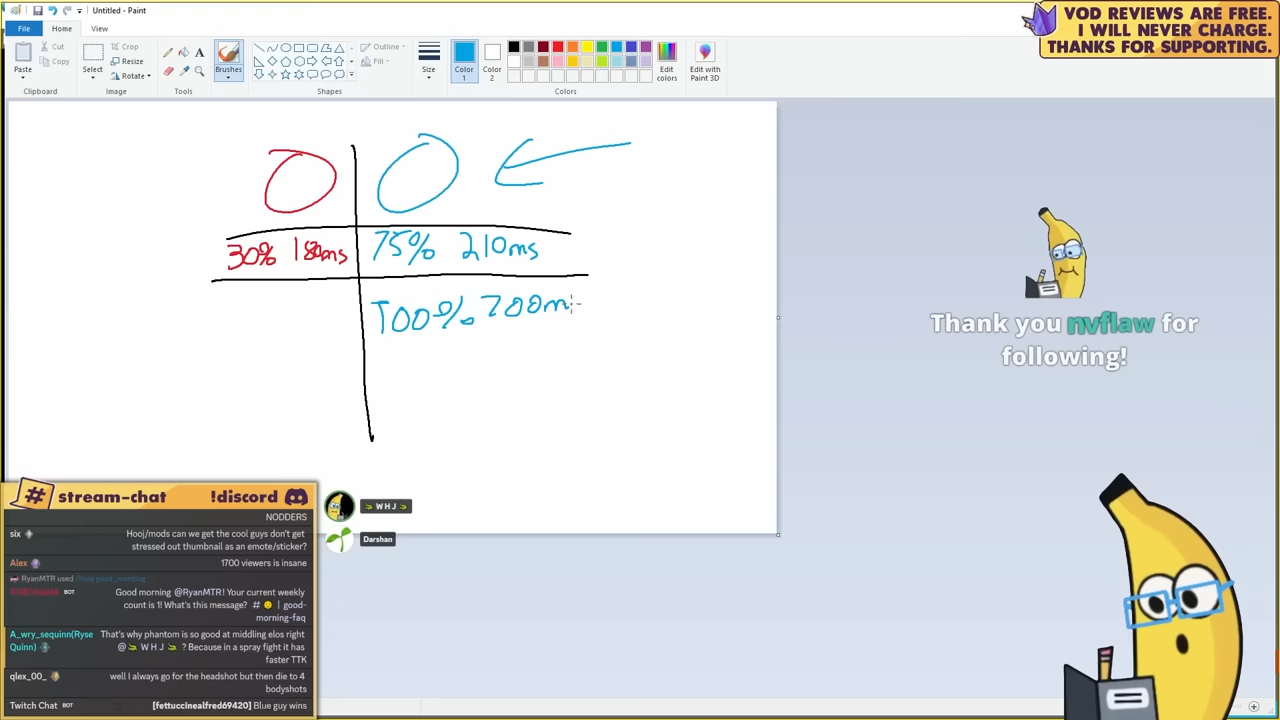 Untitled - Paint
VOD REVIEWS ARE FREE.
I WILL NEVER CHARGE.
THANKS FOR SUPPORTING.
File Home View
Cut
Copy
Paste
Clipboard
Crop
Resize
Rotate
Select
Image
Tools
Brushes
Outline
Fill
Shapes
Size
Color 1
Color 2
Colors
Edit colors
Edit with Paint 3D
30% 180ms
75% 210ms
100% 700m
Thank you nvflaw for
following!
# stream-chat !discord
NODDERS
six Hooj/mods can we get the cool guys don't get
stressed out thumbnail as an emote/sticker?
Alex 1700 viewers is insane
RyanMTR used /hooj good_morning
BOT Good morning @RyanMTR! Your current weekly
count is 1! What's this message? # | good-
morning-faq
A_wry_sequinn(Ryse That's why phantom is so good at middling elos right
Quinn) @ W H J ? Because in a spray fight it has
faster TTK
qlex_00_ well I always go for the headshot but then die to 4
bodyshots
Twitch Chat BOT [fettuccinealfred69420] Blue guy wins
W H J
Darshan